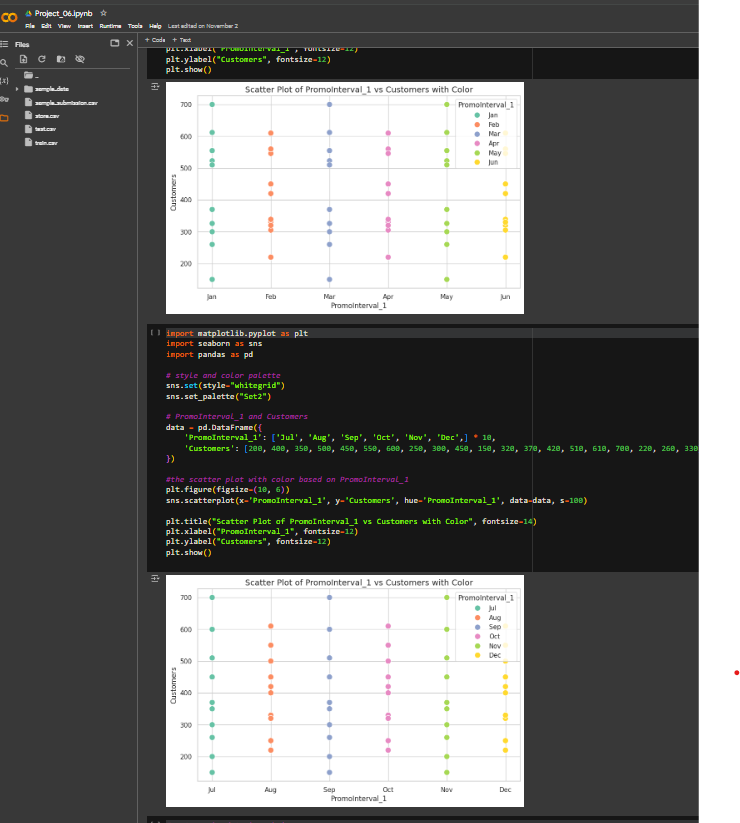 Project_06.ipynb
File Edit View Insert Runtime Tools Help Last edited on November 2
Files
+ Code + Text
..
sample_data
sample_submission.csv
store.csv
test.csv
train.csv
plt.xlabel("PromoInterval_1", fontsize=12)
plt.ylabel("Customers", fontsize=12)
plt.show()
Scatter Plot of PromoInterval_1 vs Customers with Color
PromoInterval_1
Jan
Feb
Mar
Apr
May
Jun
700
600
500
400
300
200
Customers
Jan Feb Mar Apr May Jun
PromoInterval_1
[ ] import matplotlib.pyplot as plt
import seaborn as sns
import pandas as pd
# style and color palette
sns.set(style="whitegrid")
sns.set_palette("Set2")
# PromoInterval_1 and Customers
data = pd.DataFrame({
'PromoInterval_1': ['Jul', 'Aug', 'Sep', 'Oct', 'Nov', 'Dec',] * 10,
'Customers': [200, 400, 350, 500, 450, 550, 600, 250, 300, 450, 150, 320, 370, 420, 510, 610, 700, 220, 260, 330
})
#the scatter plot with color based on PromoInterval_1
plt.figure(figsize=(10, 6))
sns.scatterplot(x='PromoInterval_1', y='Customers', hue='PromoInterval_1', data=data, s=100)
plt.title("Scatter Plot of PromoInterval_1 vs Customers with Color", fontsize=14)
plt.xlabel("PromoInterval_1", fontsize=12)
plt.ylabel("Customers", fontsize=12)
plt.show()
Scatter Plot of PromoInterval_1 vs Customers with Color
PromoInterval_1
Jul
Aug
Sep
Oct
Nov
Dec
700
600
500
400
300
200
Customers
Jul Aug Sep Oct Nov Dec
PromoInterval_1